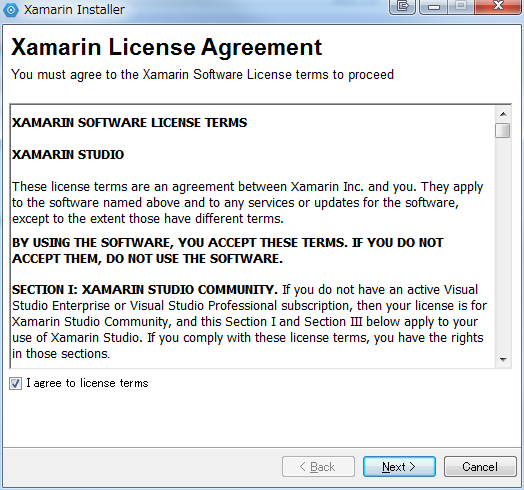 Xamarin Installer
Xamarin License Agreement
You must agree to the Xamarin Software License terms to proceed
XAMARIN SOFTWARE LICENSE TERMS
XAMARIN STUDIO
These license terms are an agreement between Xamarin Inc. and you. They apply
to the software named above and to any services or updates for the software,
except to the extent those have different terms.
BY USING THE SOFTWARE, YOU ACCEPT THESE TERMS. IF YOU DO NOT
ACCEPT THEM, DO NOT USE THE SOFTWARE.
SECTION I: XAMARIN STUDIO COMMUNITY. If you do not have an active Visual
Studio Enterprise or Visual Studio Professional subscription, then your license is for
Xamarin Studio Community, and this Section I and Section III below apply to your
use of Xamarin Studio. If you comply with these license terms, you have the rights
in those sections.
I agree to license terms
< Back
Next >
Cancel